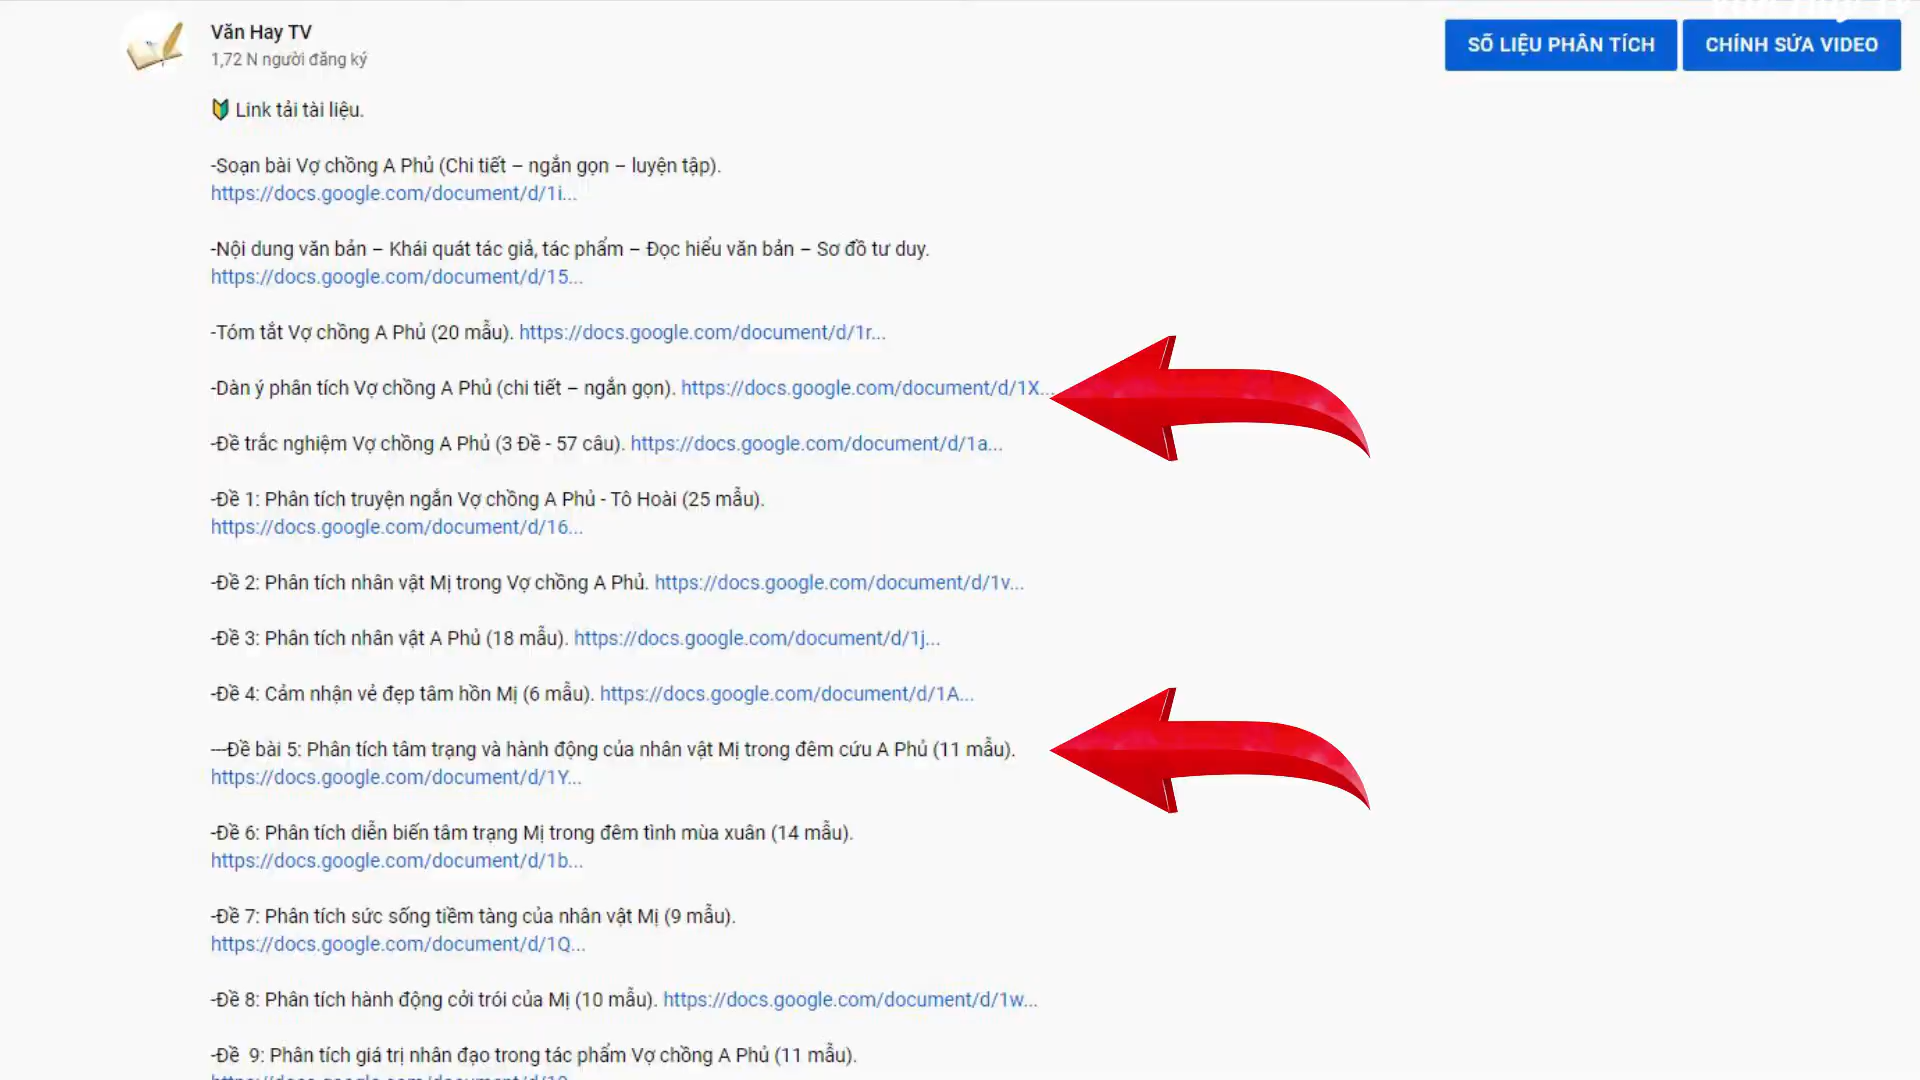 Văn Hay TV
1,72 N người đăng ký
SỐ LIỆU PHÂN TÍCH
CHỈNH SỬA VIDEO
Link tải tài liệu.
-Soạn bài Vợ chồng A Phủ (Chi tiết – ngắn gọn – luyện tập).
https://docs.google.com/document/d/1i...
-Nội dung văn bản – Khái quát tác giả, tác phẩm – Đọc hiểu văn bản – Sơ đồ tư duy.
https://docs.google.com/document/d/15...
-Tóm tắt Vợ chồng A Phủ (20 mẫu). https://docs.google.com/document/d/1r...
-Dàn ý phân tích Vợ chồng A Phủ (chi tiết – ngắn gọn). https://docs.google.com/document/d/1X...
-Đề trắc nghiệm Vợ chồng A Phủ (3 Đề - 57 câu). https://docs.google.com/document/d/1a...
-Đề 1: Phân tích truyện ngắn Vợ chồng A Phủ - Tô Hoài (25 mẫu).
https://docs.google.com/document/d/16...
-Đề 2: Phân tích nhân vật Mị trong Vợ chồng A Phủ. https://docs.google.com/document/d/1v...
-Đề 3: Phân tích nhân vật A Phủ (18 mẫu). https://docs.google.com/document/d/1j...
-Đề 4: Cảm nhận vẻ đẹp tâm hồn Mị (6 mẫu). https://docs.google.com/document/d/1A...
---Đề bài 5: Phân tích tâm trạng và hành động của nhân vật Mị trong đêm cứu A Phủ (11 mẫu).
https://docs.google.com/document/d/1Y...
-Đề 6: Phân tích diễn biến tâm trạng Mị trong đêm tình mùa xuân (14 mẫu).
https://docs.google.com/document/d/1b...
-Đề 7: Phân tích sức sống tiềm tàng của nhân vật Mị (9 mẫu).
https://docs.google.com/document/d/1Q...
-Đề 8: Phân tích hành động cởi trói của Mị (10 mẫu). https://docs.google.com/document/d/1w...
-Đề  9: Phân tích giá trị nhân đạo trong tác phẩm Vợ chồng A Phủ (11 mẫu).